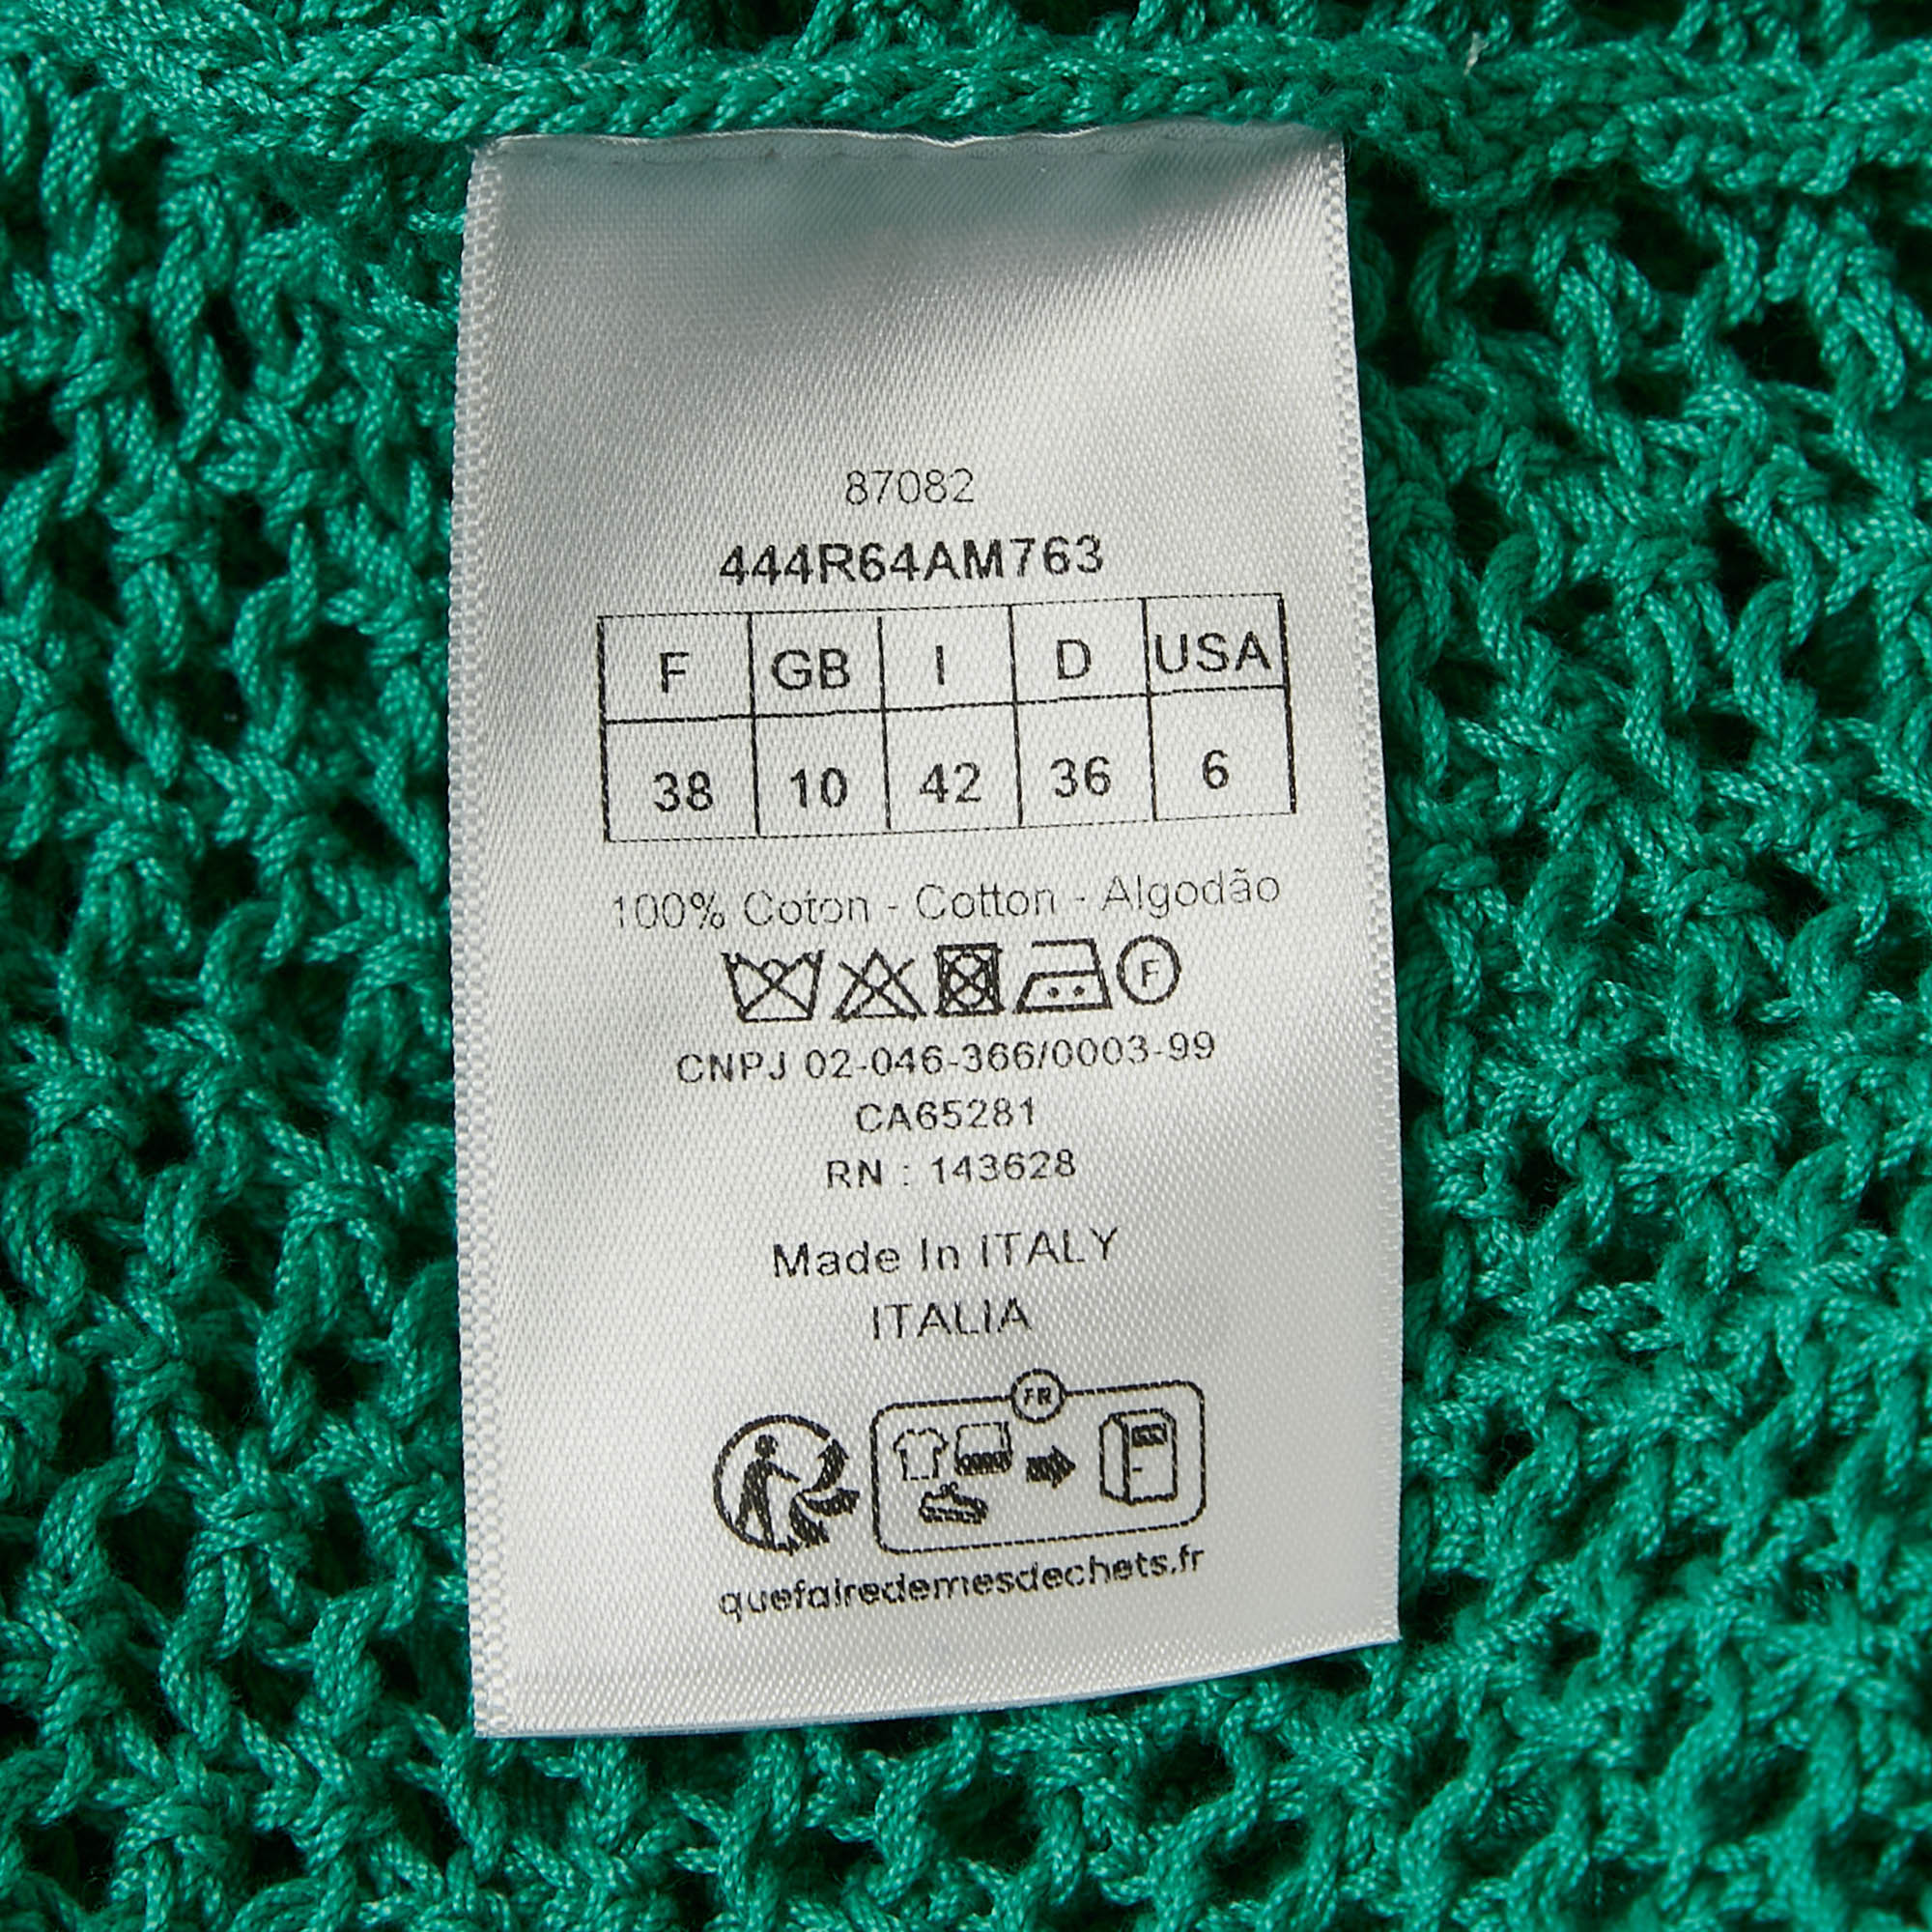 87082
444R64AM763
F GB I D USA
38 10 42 36 6
100% Coton - Cotton - Algodão
F
CNPJ 02-046-366/0003-99
CA65281
RN : 143628
Made In ITALY
ITALIA
FR
quefairedemesdechets.fr